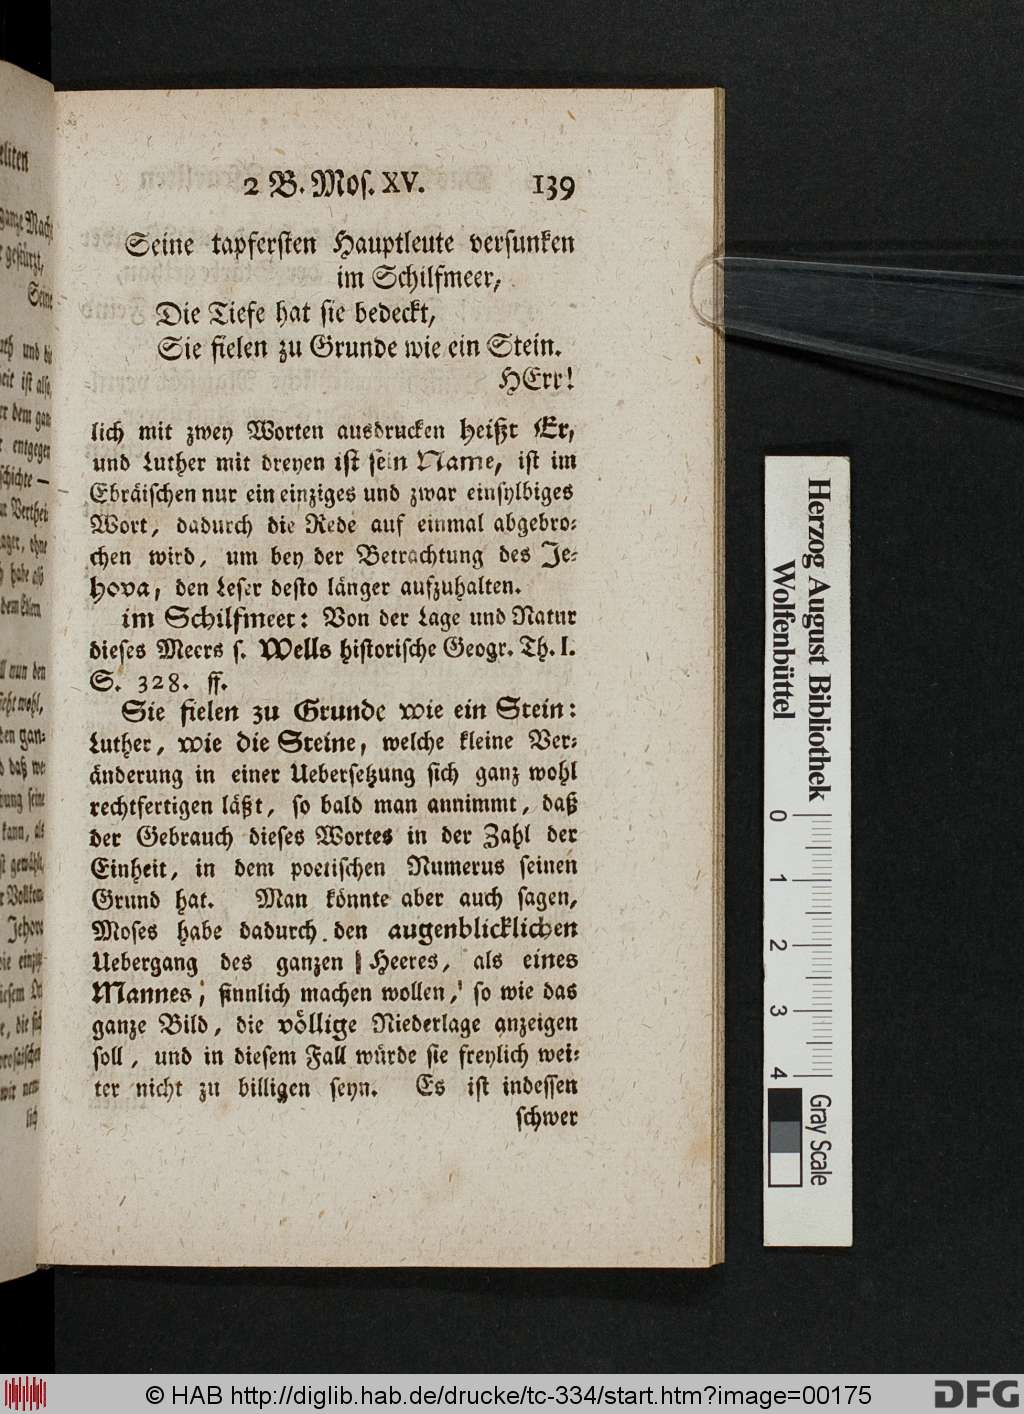 2 B. Mos. XV. 139
Seine tapfersten Hauptleute versunken
im Schilfmeer,
Die Tiefe hat sie bedeckt,
Sie fielen zu Grunde wie ein Stein.
HErr!
lich mit zwey Worten ausdrucken heißt Er,
und Luther mit dreyen ist sein Name, ist im
Ebräischen nur ein einziges und zwar einsylbiges
Wort, dadurch die Rede auf einmal abgebro-
chen wird, um bey der Betrachtung des Je-
hova, den Leser desto länger aufzuhalten.
im Schilfmeer: Von der Lage und Natur
dieses Meers s. Wells historische Geogr. Th. I.
S. 328. ff.
Sie fielen zu Grunde wie ein Stein:
Luther, wie die Steine, welche kleine Ver-
änderung in einer Uebersetzung sich ganz wohl
rechtfertigen läßt, so bald man annimmt, daß
der Gebrauch dieses Wortes in der Zahl der
Einheit, in dem poetischen Numerus seinen
Grund hat. Man könnte aber auch sagen,
Moses habe dadurch den augenblicklichen
Uebergang des ganzen Heeres, als eines
Mannes, sinnlich machen wollen, so wie das
ganze Bild, die völlige Niederlage anzeigen
soll, und in diesem Fall würde sie freylich wei-
ter nicht zu billigen seyn. Es ist indessen
schwer
Herzog August Bibliothek
Wolfenbüttel
0 1 2 3 4
Gray Scale
© HAB http://diglib.hab.de/drucke/tc-334/start.htm?image=00175
DFG